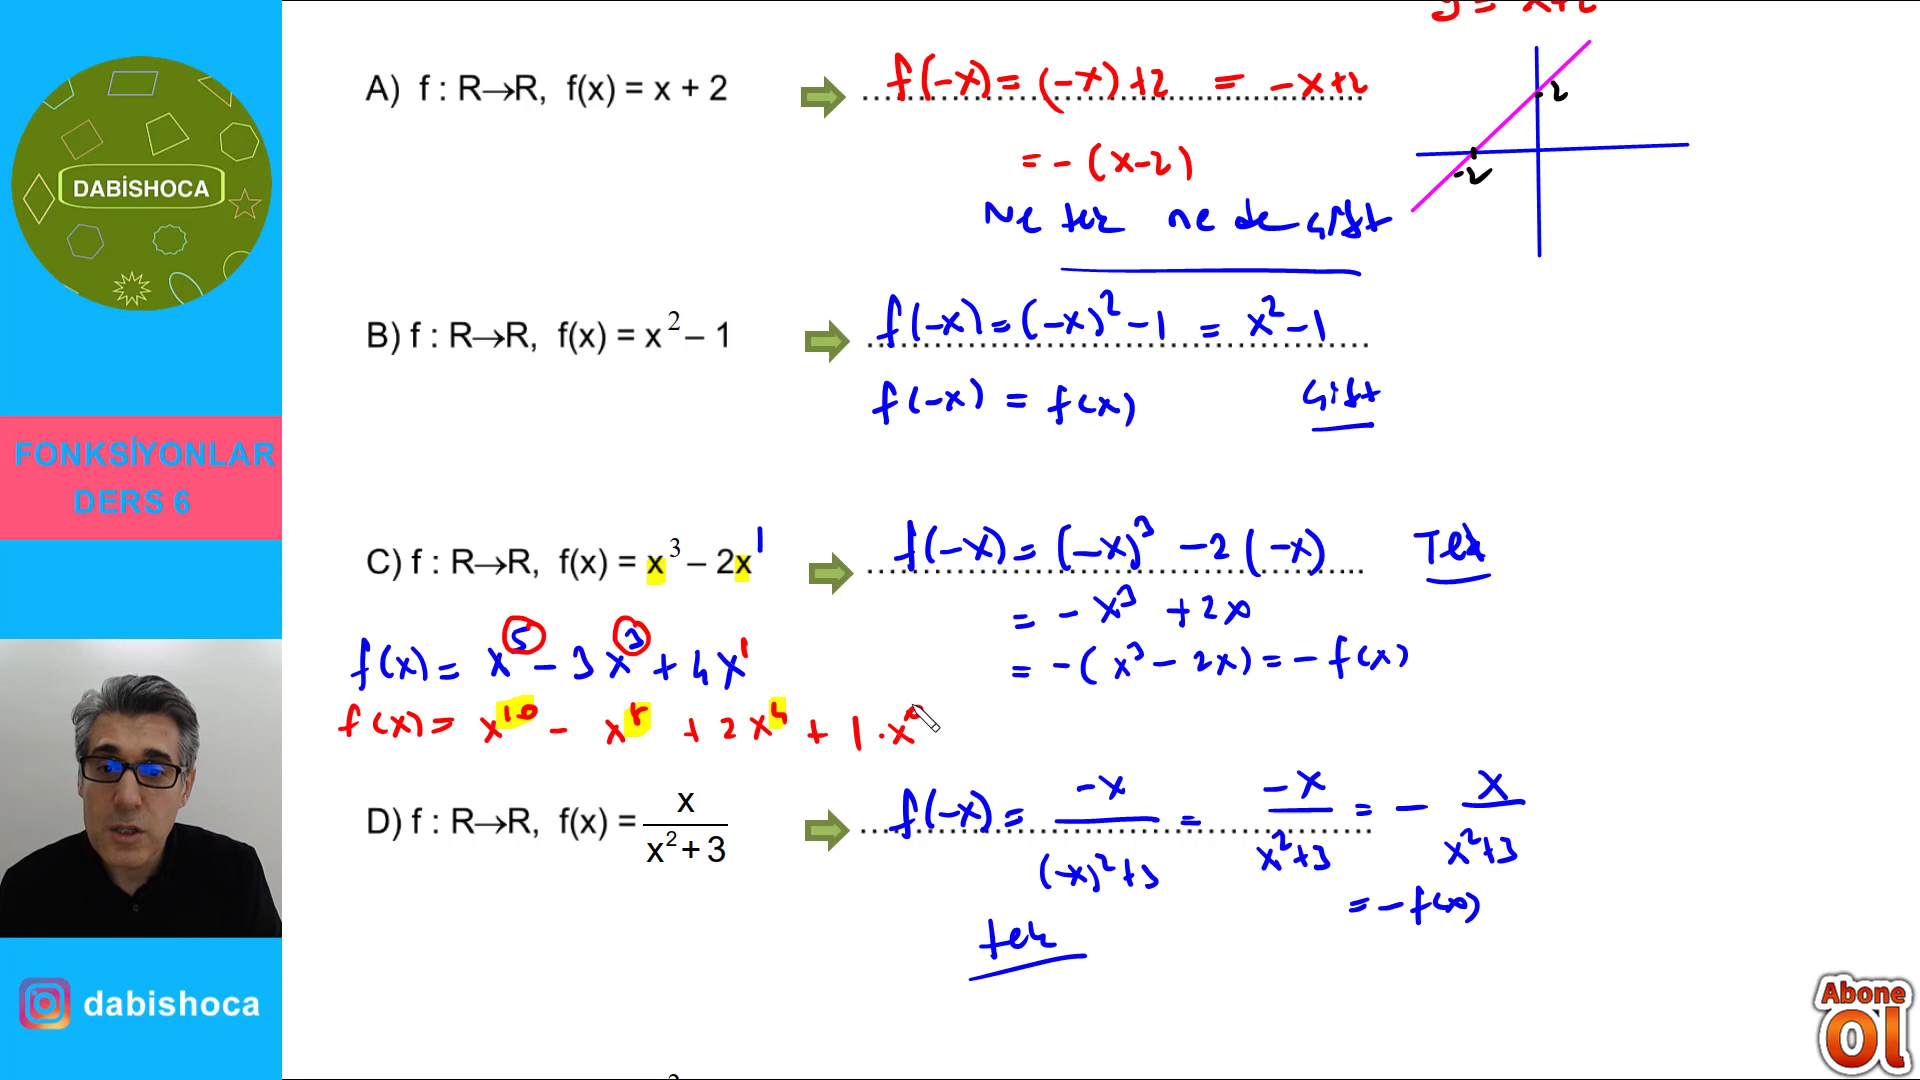 y = x+2
A) f : R→R, f(x) = x + 2
f(-x) = (-x)+2 = -x+2
= -(x-2)
Ne tek ne de çift
2
-2
B) f : R→R, f(x) = x² – 1
f(-x) = (-x)² -1 = x² -1
f(-x) = f(x) Çift
C) f : R→R, f(x) = x³ – 2x¹
f(-x) = (-x)³ -2(-x) Tek
= -x³ +2x
= -(x³ - 2x) = -f(x)
f(x) = x⁵ - 3x³ + 4x¹
f(x) = x¹⁰ - x⁸ + 2x⁴ + 1.x⁰
D) f : R→R, f(x) = x/(x² + 3)
f(-x) = -x/((-x)²+3) = -x/(x²+3) = - x/(x²+3)
= -f(x)
tek
DABİSHOCA
FONKSİYONLAR
DERS 6
dabishoca
Abone
Ol